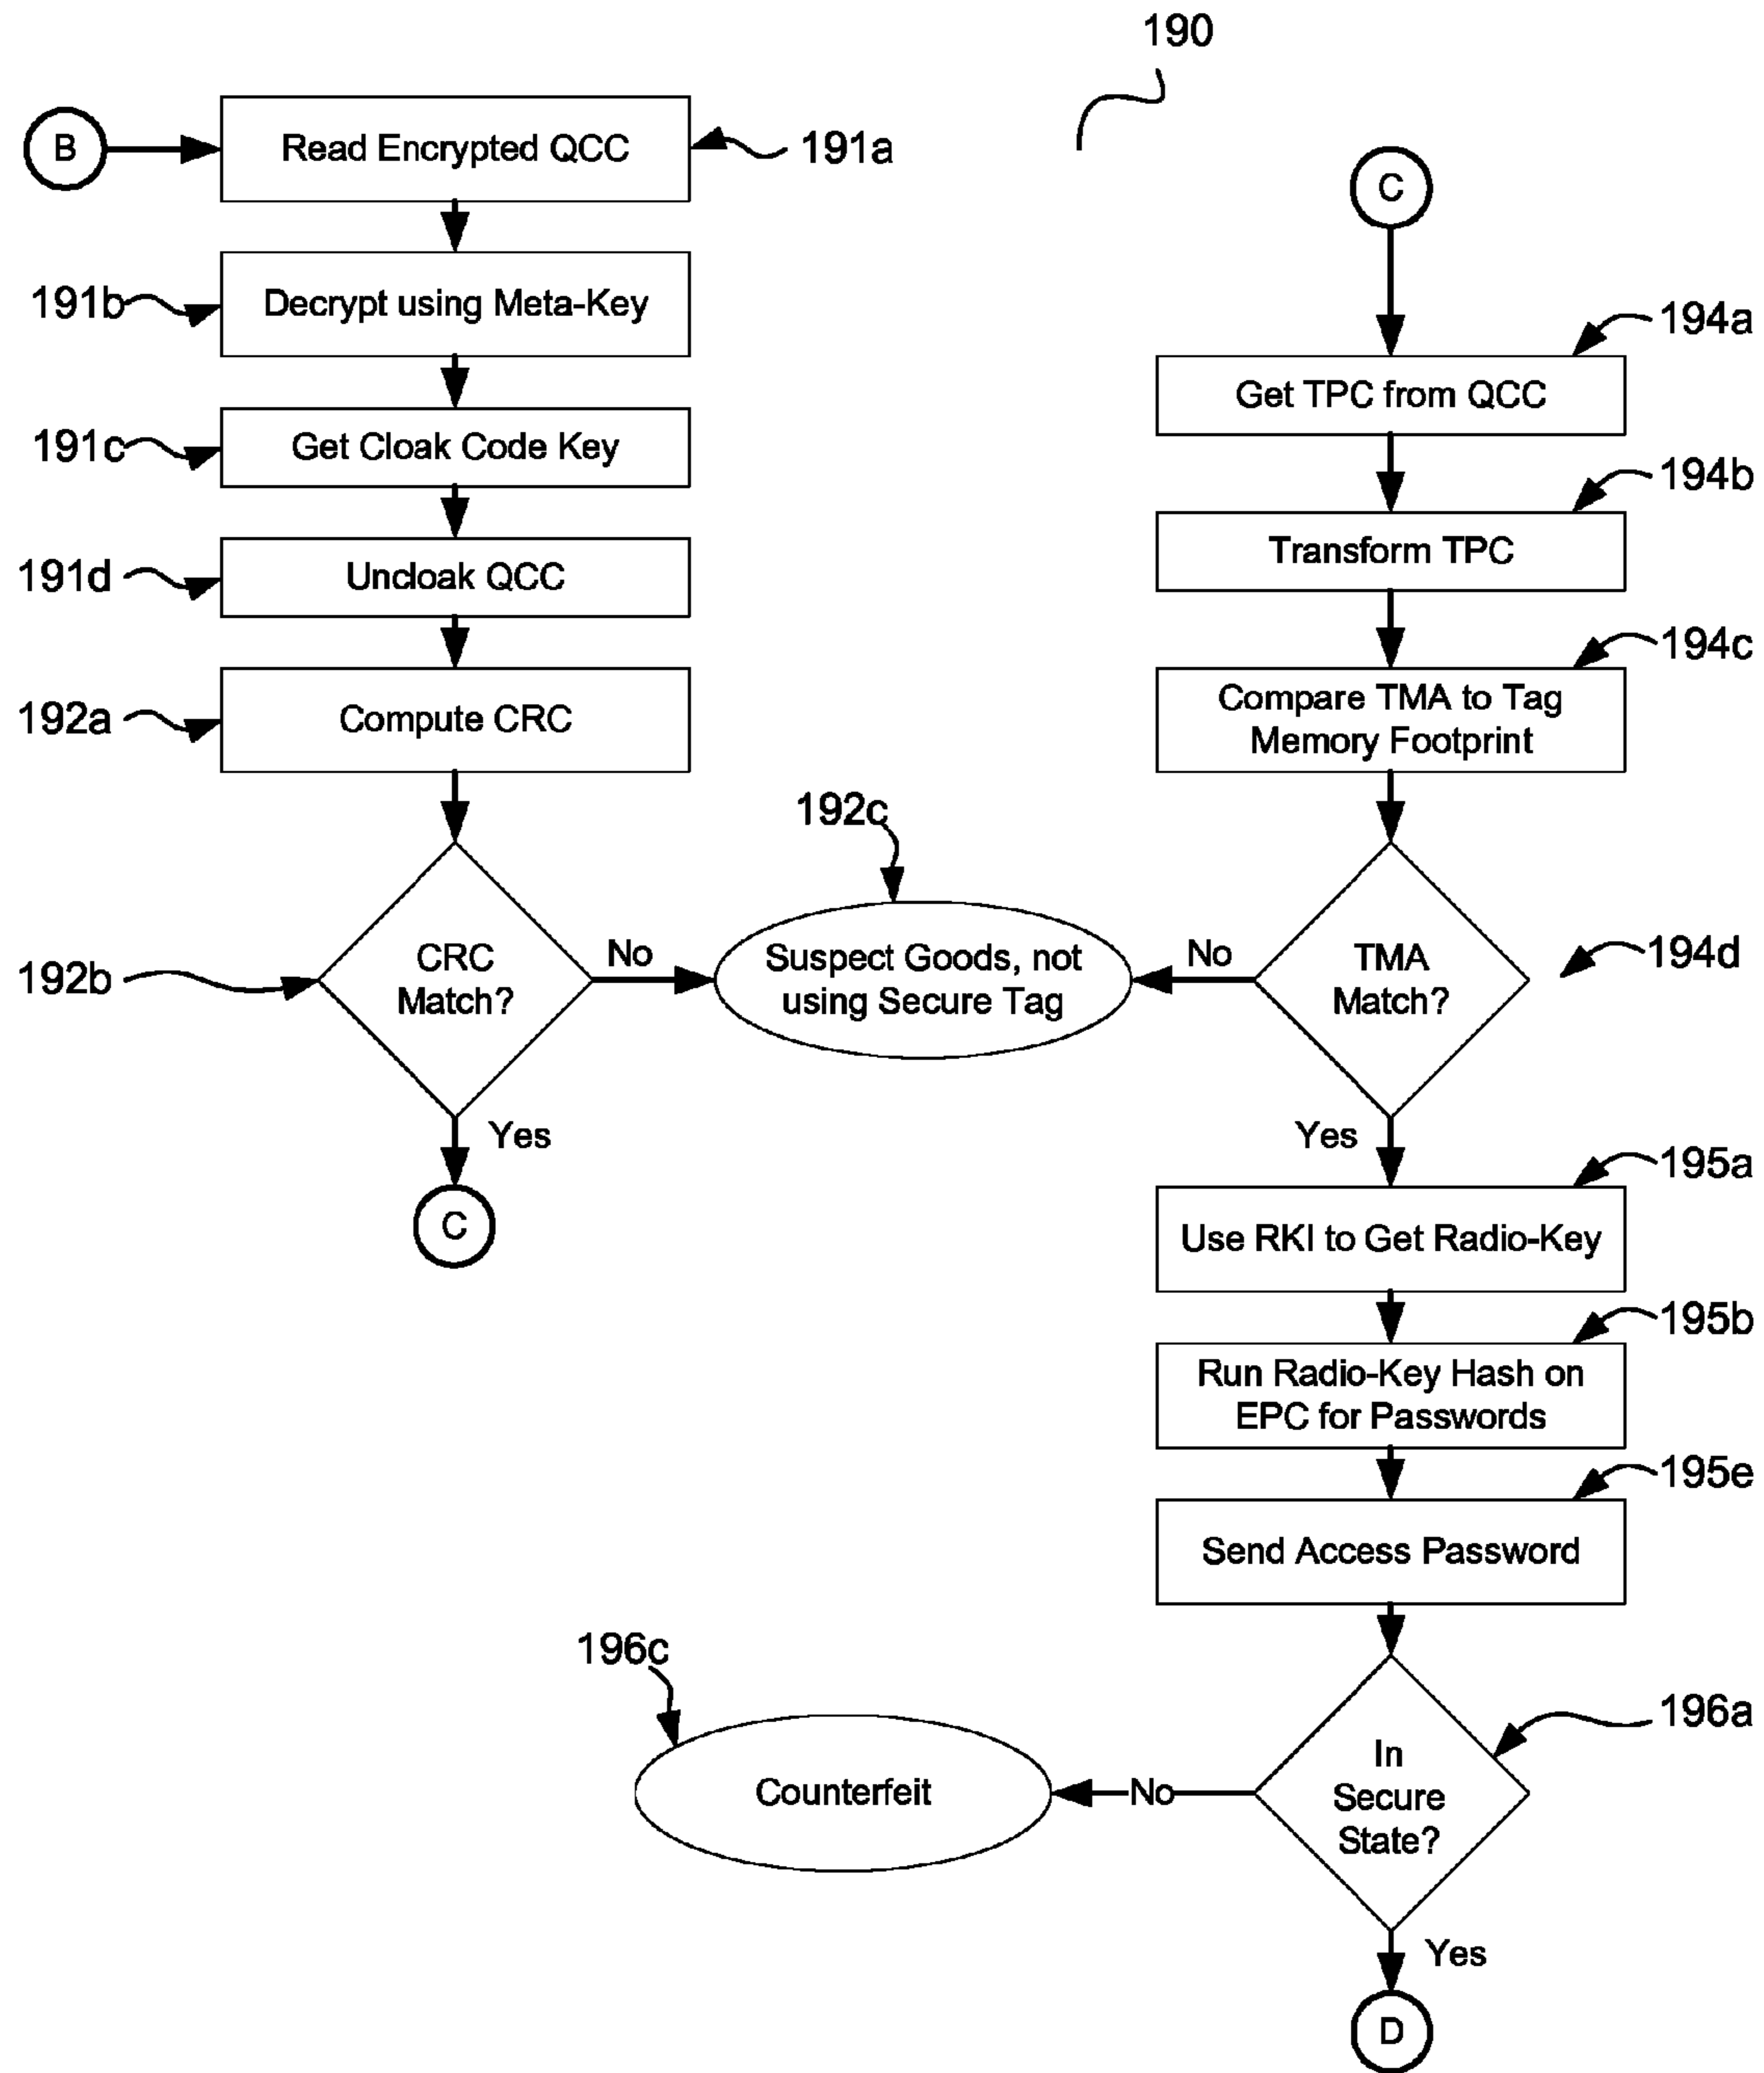 190
B
Read Encrypted QCC
191a
191b
Decrypt using Meta-Key
191c
Get Cloak Code Key
191d
Uncloak QCC
192a
Compute CRC
192b
CRC
Match?
No
Yes
C
192c
Suspect Goods, not
using Secure Tag
C
194a
Get TPC from QCC
194b
Transform TPC
194c
Compare TMA to Tag
Memory Footprint
No
TMA
Match?
194d
Yes
195a
Use RKI to Get Radio-Key
195b
Run Radio-Key Hash on
EPC for Passwords
195e
Send Access Password
196c
Counterfeit
No
196a
In
Secure
State?
Yes
D